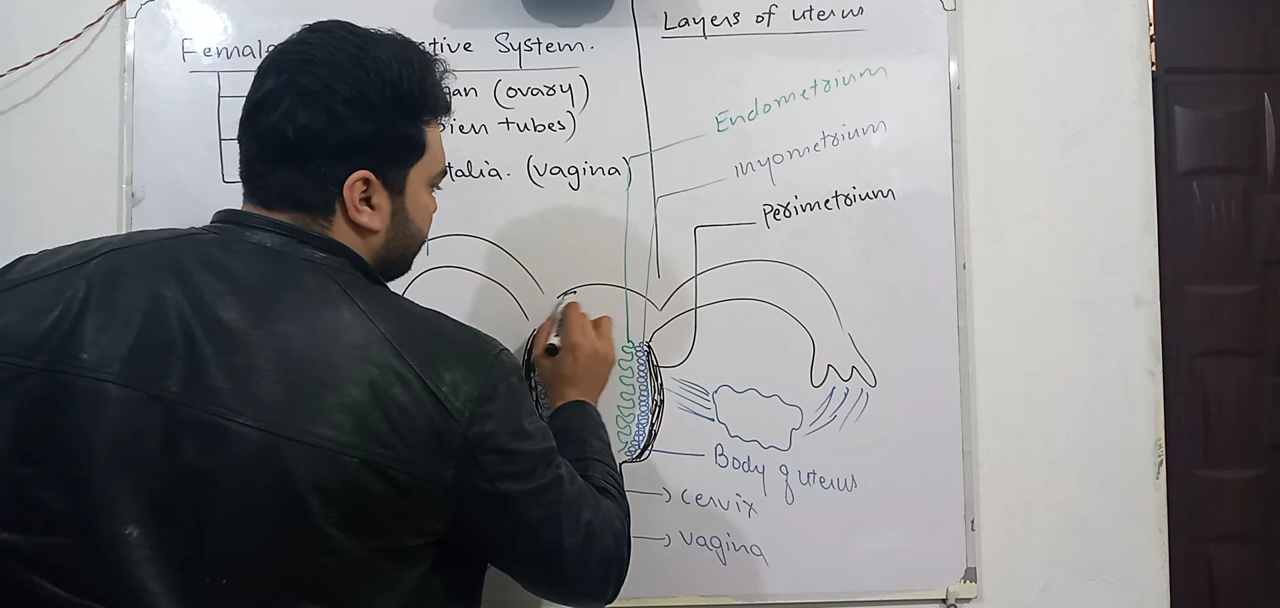 Female stive System.
gan (ovary)
pien tubes)
talia. (vagina)
Layers of uterus
Endometrium
myometrium
Perimetrium
Body of uterus
cervix
vagina